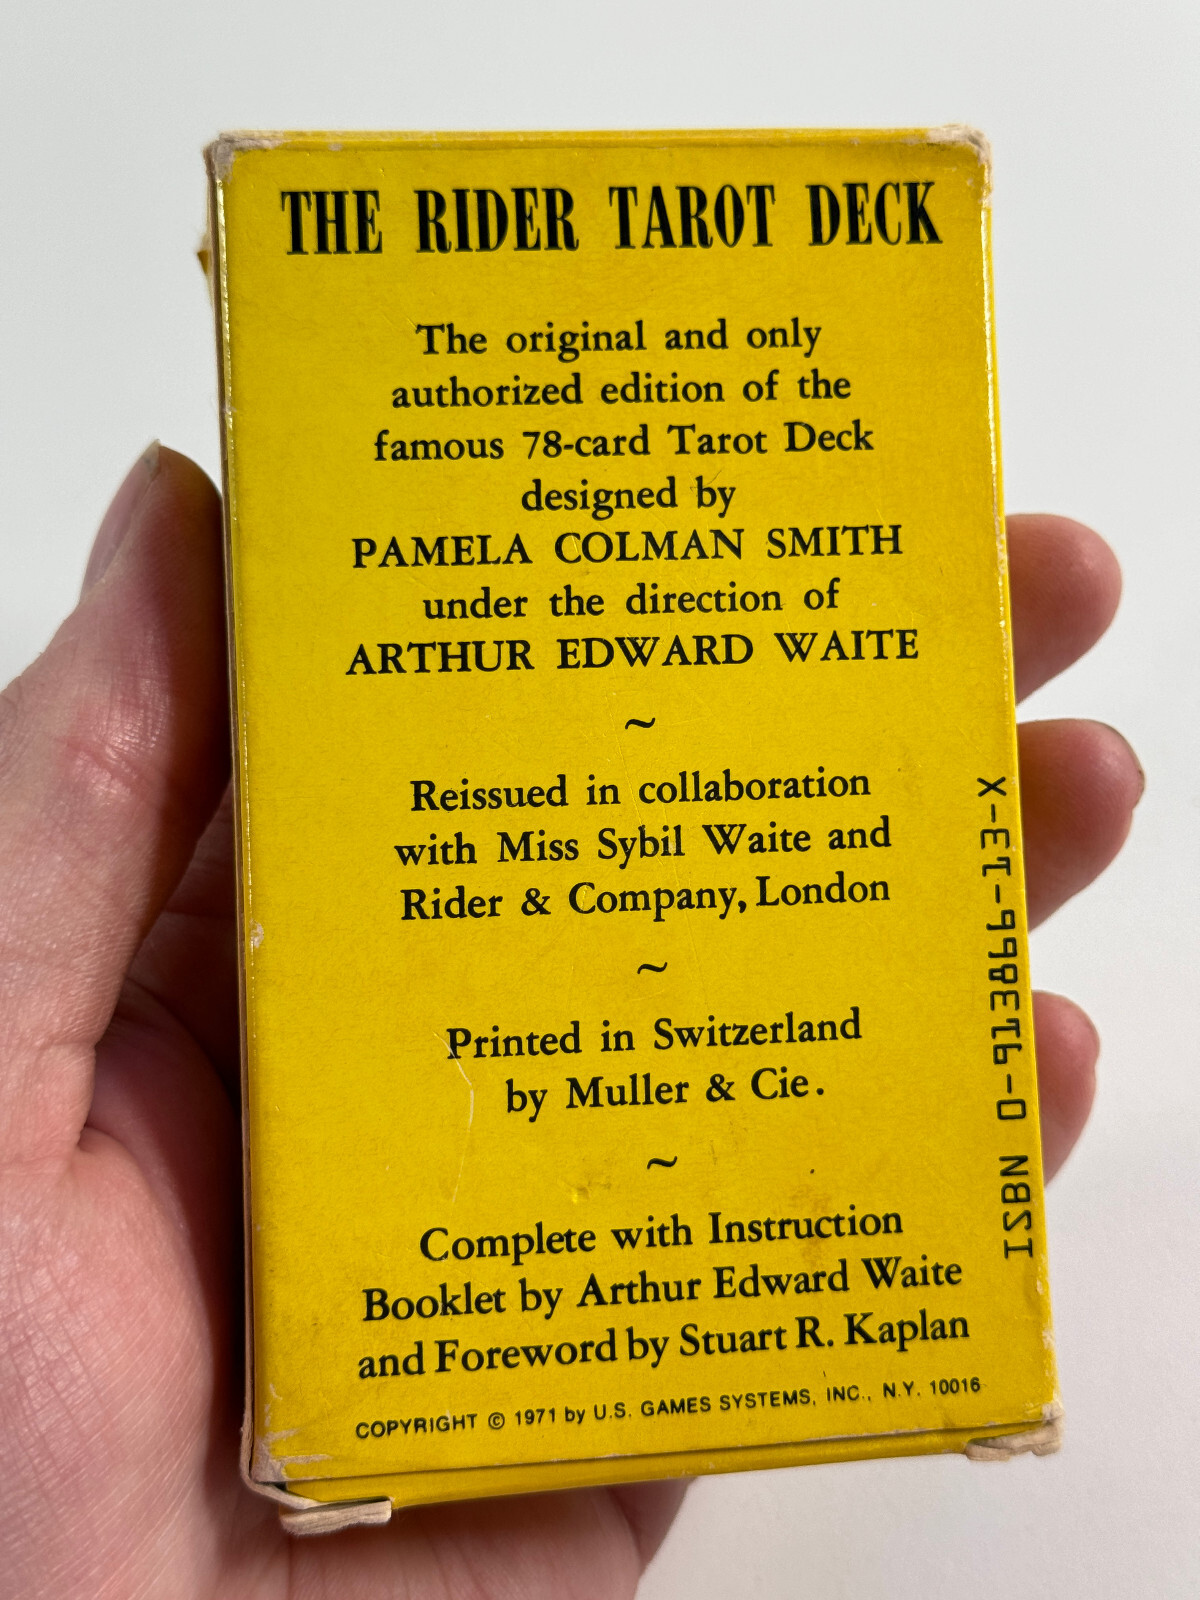 THE RIDER TAROT DECK
The original and only
authorized edition of the
famous 78-card Tarot Deck
designed by
PAMELA COLMAN SMITH
under the direction of
ARTHUR EDWARD WAITE
~
Reissued in collaboration
with Miss Sybil Waite and
Rider & Company, London
~
Printed in Switzerland
by Muller & Cie.
~
Complete with Instruction
Booklet by Arthur Edward Waite
and Foreword by Stuart R. Kaplan
COPYRIGHT © 1971 by U.S. GAMES SYSTEMS, INC., N.Y. 10016
ISBN 0-913866-13-X